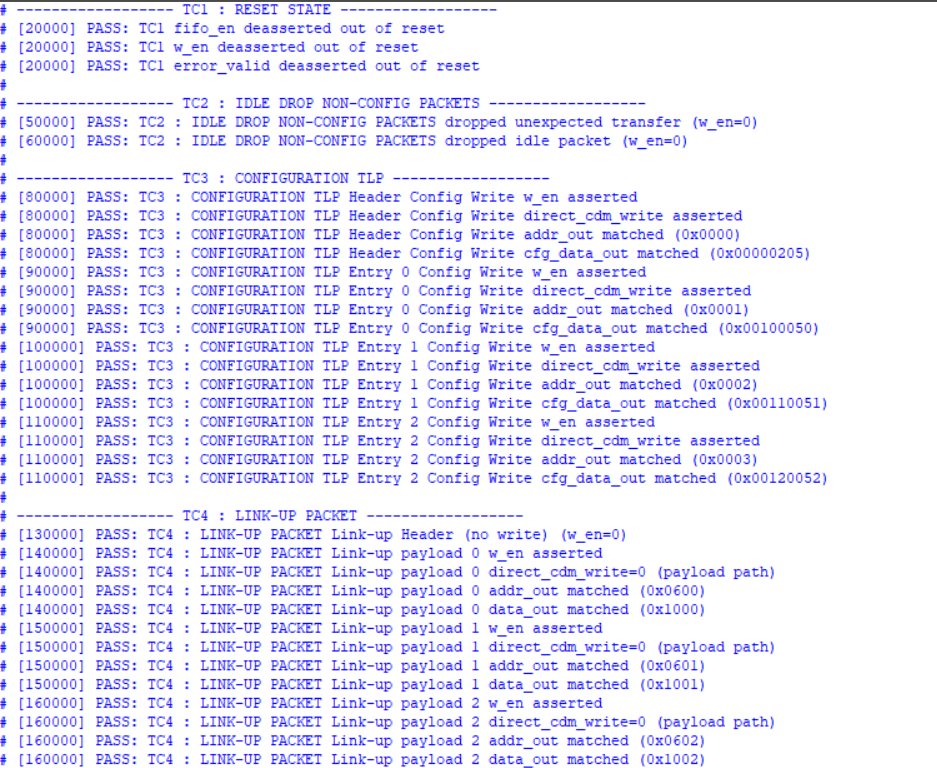 # ------------------ TC1 : RESET STATE ------------------
# [20000] PASS: TC1 fifo_en deasserted out of reset
# [20000] PASS: TC1 w_en deasserted out of reset
# [20000] PASS: TC1 error_valid deasserted out of reset
#
# ------------------ TC2 : IDLE DROP NON-CONFIG PACKETS ------------------
# [50000] PASS: TC2 : IDLE DROP NON-CONFIG PACKETS dropped unexpected transfer (w_en=0)
# [60000] PASS: TC2 : IDLE DROP NON-CONFIG PACKETS dropped idle packet (w_en=0)
#
# ------------------ TC3 : CONFIGURATION TLP ------------------
# [80000] PASS: TC3 : CONFIGURATION TLP Header Config Write w_en asserted
# [80000] PASS: TC3 : CONFIGURATION TLP Header Config Write direct_cdm_write asserted
# [80000] PASS: TC3 : CONFIGURATION TLP Header Config Write addr_out matched (0x0000)
# [80000] PASS: TC3 : CONFIGURATION TLP Header Config Write cfg_data_out matched (0x00000205)
# [90000] PASS: TC3 : CONFIGURATION TLP Entry 0 Config Write w_en asserted
# [90000] PASS: TC3 : CONFIGURATION TLP Entry 0 Config Write direct_cdm_write asserted
# [90000] PASS: TC3 : CONFIGURATION TLP Entry 0 Config Write addr_out matched (0x0001)
# [90000] PASS: TC3 : CONFIGURATION TLP Entry 0 Config Write cfg_data_out matched (0x00100050)
# [100000] PASS: TC3 : CONFIGURATION TLP Entry 1 Config Write w_en asserted
# [100000] PASS: TC3 : CONFIGURATION TLP Entry 1 Config Write direct_cdm_write asserted
# [100000] PASS: TC3 : CONFIGURATION TLP Entry 1 Config Write addr_out matched (0x0002)
# [100000] PASS: TC3 : CONFIGURATION TLP Entry 1 Config Write cfg_data_out matched (0x00110051)
# [110000] PASS: TC3 : CONFIGURATION TLP Entry 2 Config Write w_en asserted
# [110000] PASS: TC3 : CONFIGURATION TLP Entry 2 Config Write direct_cdm_write asserted
# [110000] PASS: TC3 : CONFIGURATION TLP Entry 2 Config Write addr_out matched (0x0003)
# [110000] PASS: TC3 : CONFIGURATION TLP Entry 2 Config Write cfg_data_out matched (0x00120052)
#
# ------------------ TC4 : LINK-UP PACKET ------------------
# [130000] PASS: TC4 : LINK-UP PACKET Link-up Header (no write) (w_en=0)
# [140000] PASS: TC4 : LINK-UP PACKET Link-up payload 0 w_en asserted
# [140000] PASS: TC4 : LINK-UP PACKET Link-up payload 0 direct_cdm_write=0 (payload path)
# [140000] PASS: TC4 : LINK-UP PACKET Link-up payload 0 addr_out matched (0x0600)
# [140000] PASS: TC4 : LINK-UP PACKET Link-up payload 0 data_out matched (0x1000)
# [150000] PASS: TC4 : LINK-UP PACKET Link-up payload 1 w_en asserted
# [150000] PASS: TC4 : LINK-UP PACKET Link-up payload 1 direct_cdm_write=0 (payload path)
# [150000] PASS: TC4 : LINK-UP PACKET Link-up payload 1 addr_out matched (0x0601)
# [150000] PASS: TC4 : LINK-UP PACKET Link-up payload 1 data_out matched (0x1001)
# [160000] PASS: TC4 : LINK-UP PACKET Link-up payload 2 w_en asserted
# [160000] PASS: TC4 : LINK-UP PACKET Link-up payload 2 direct_cdm_write=0 (payload path)
# [160000] PASS: TC4 : LINK-UP PACKET Link-up payload 2 addr_out matched (0x0602)
# [160000] PASS: TC4 : LINK-UP PACKET Link-up payload 2 data_out matched (0x1002)